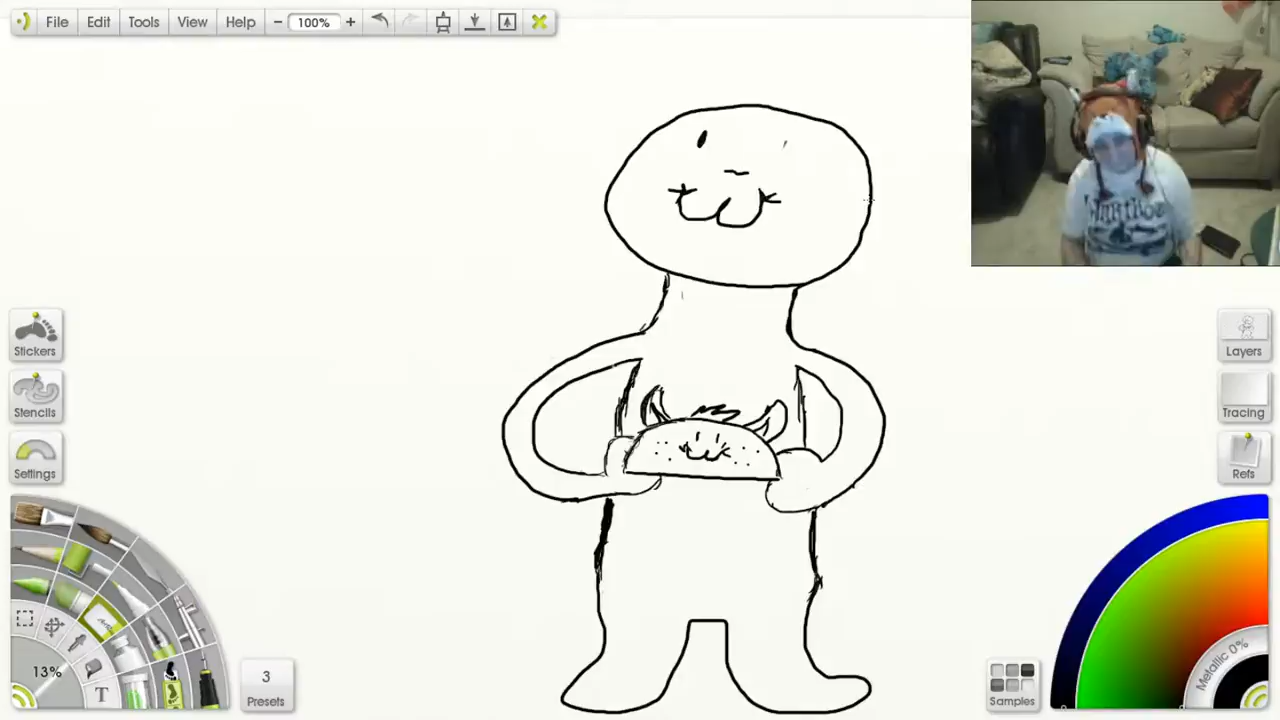 File Edit Tools View Help 100%
Stickers
Stencils
Settings
Layers
Tracing
Refs
13%
T
3
Presets
Samples
Metallic 0%